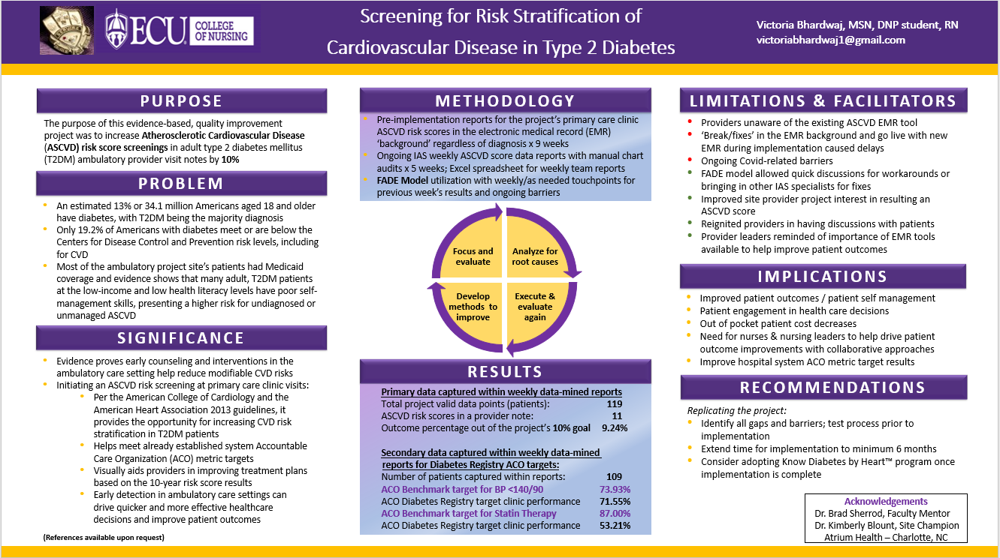 ECU
COLLEGE
OF NURSING
Screening for Risk Stratification of
Cardiovascular Disease in Type 2 Diabetes
Victoria Bhardwaj, MSN, DNP student, RN
victoriabhardwaj1@gmail.com
PURPOSE
The purpose of this evidence-based, quality improvement
project was to increase Atherosclerotic Cardiovascular Disease
(ASCVD) risk score screenings in adult type 2 diabetes mellitus
(T2DM) ambulatory provider visit notes by 10%
PROBLEM
• An estimated 13% or 34.1 million Americans aged 18 and older
have diabetes, with T2DM being the majority diagnosis
• Only 19.2% of Americans with diabetes meet or are below the
Centers for Disease Control and Prevention risk levels, including
for CVD
• Most of the ambulatory project site's patients had Medicaid
coverage and evidence shows that many adult, T2DM patients
at the low-income and low health literacy levels have poor self-
management skills, presenting a higher risk for undiagnosed or
unmanaged ASCVD
SIGNIFICANCE
• Evidence proves early counseling and interventions in the
ambulatory care setting help reduce modifiable CVD risks
• Initiating an ASCVD risk screening at primary care clinic visits:
• Per the American College of Cardiology and the
American Heart Association 2013 guidelines, it
provides the opportunity for increasing CVD risk
stratification in T2DM patients
• Helps meet already established system Accountable
Care Organization (ACO) metric targets
• Visually aids providers in improving treatment plans
based on the 10-year risk score results
• Early detection in ambulatory care settings can
drive quicker and more effective healthcare
decisions and improve patient outcomes
(References available upon request)
METHODOLOGY
• Pre-implementation reports for the project's primary care clinic
ASCVD risk scores in the electronic medical record (EMR)
'background' regardless of diagnosis x 9 weeks
• Ongoing IAS weekly ASCVD score data reports with manual chart
audits x 5 weeks; Excel spreadsheet for weekly team reports
• FADE Model utilization with weekly/as needed touchpoints for
previous week's results and ongoing barriers
Focus and
evaluate
Analyze for
root causes
Develop
methods to
improve
Execute &
evaluate
again
RESULTS
Primary data captured within weekly data-mined reports
Total project valid data points (patients): 119
ASCVD risk scores in a provider note: 11
Outcome percentage out of the project's 10% goal 9.24%
Secondary data captured within weekly data-mined
reports for Diabetes Registry ACO targets:
Number of patients captured within reports: 109
ACO Benchmark target for BP <140/90 73.93%
ACO Diabetes Registry target clinic performance 71.55%
ACO Benchmark target for Statin Therapy 87.00%
ACO Diabetes Registry target clinic performance 53.21%
LIMITATIONS & FACILITATORS
• Providers unaware of the existing ASCVD EMR tool
• 'Break/fixes' in the EMR background and go live with new
EMR during implementation caused delays
• Ongoing Covid-related barriers
• FADE model allowed quick discussions for workarounds or
bringing in other IAS specialists for fixes
• Improved site provider project interest in resulting an
ASCVD score
• Reignited providers in having discussions with patients
• Provider leaders reminded of importance of EMR tools
available to help improve patient outcomes
IMPLICATIONS
• Improved patient outcomes / patient self management
• Patient engagement in health care decisions
• Out of pocket patient cost decreases
• Need for nurses & nursing leaders to help drive patient
outcome improvements with collaborative approaches
• Improve hospital system ACO metric target results
RECOMMENDATIONS
Replicating the project:
• Identify all gaps and barriers; test process prior to
implementation
• Extend time for implementation to minimum 6 months
• Consider adopting Know Diabetes by Heart™ program once
implementation is complete
Acknowledgements
Dr. Brad Sherrod, Faculty Mentor
Dr. Kimberly Blount, Site Champion
Atrium Health – Charlotte, NC